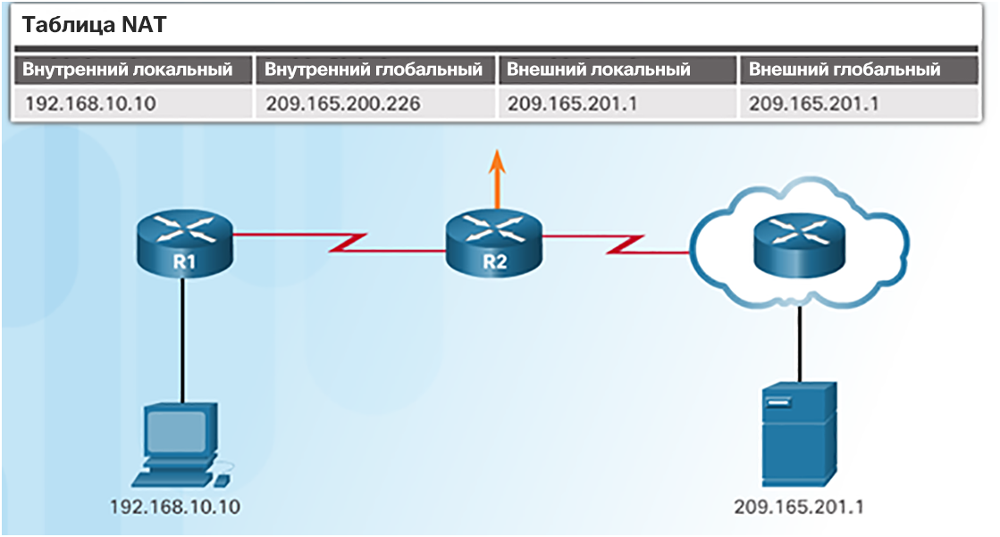 Таблица NAT
Внутренний локальный Внутренний глобальный Внешний локальный Внешний глобальный
192.168.10.10 209.165.200.226 209.165.201.1 209.165.201.1
R1 R2
192.168.10.10 209.165.201.1